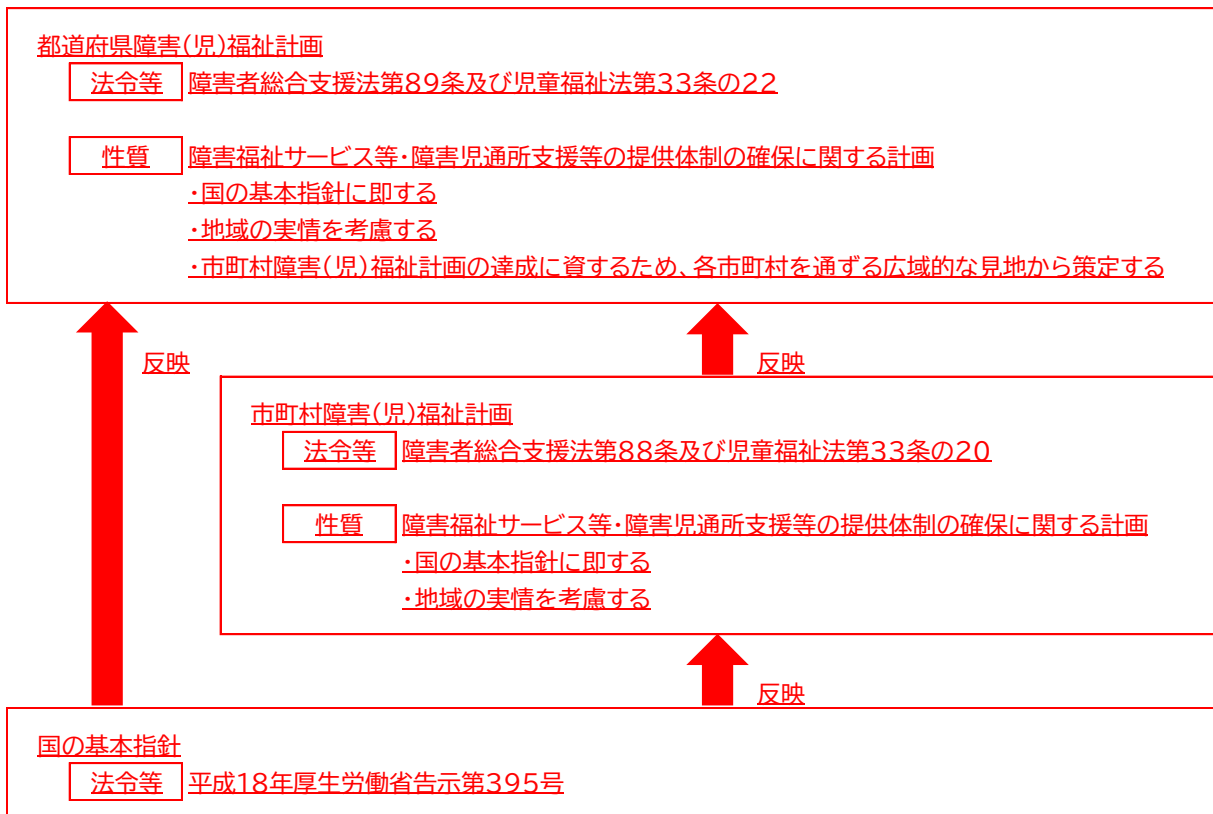 都道府県障害(児)福祉計画
法令等 障害者総合支援法第89条及び児童福祉法第33条の22
性質 障害福祉サービス等・障害児通所支援等の提供体制の確保に関する計画
・国の基本指針に即する
・地域の実情を考慮する
・市町村障害(児)福祉計画の達成に資するため、各市町村を通ずる広域的な見地から策定する
反映 反映
市町村障害(児)福祉計画
法令等 障害者総合支援法第88条及び児童福祉法第33条の20
性質 障害福祉サービス等・障害児通所支援等の提供体制の確保に関する計画
・国の基本指針に即する
・地域の実情を考慮する
反映
国の基本指針
法令等 平成18年厚生労働省告示第395号